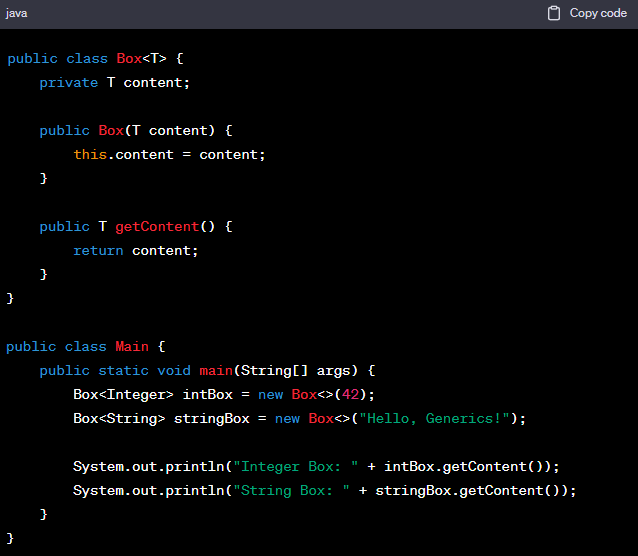 java
Copy code
public class Box<T> {
    private T content;
    public Box(T content) {
        this.content = content;
    }
    public T getContent() {
        return content;
    }
}
public class Main {
    public static void main(String[] args) {
        Box<Integer> intBox = new Box<>(42);
        Box<String> stringBox = new Box<>("Hello, Generics!");
        System.out.println("Integer Box: " + intBox.getContent());
        System.out.println("String Box: " + stringBox.getContent());
    }
}